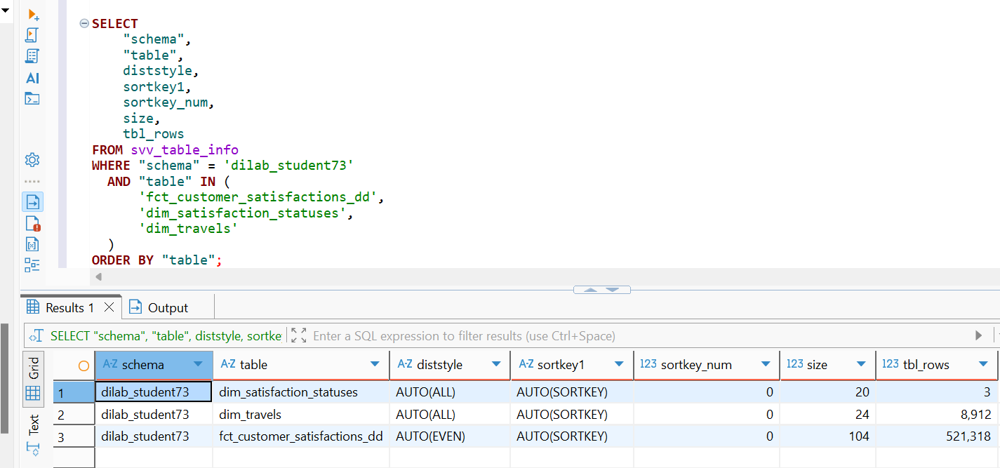 SELECT
"schema",
"table",
diststyle,
sortkey1,
sortkey_num,
size,
tbl_rows
FROM svv_table_info
WHERE "schema" = 'dilab_student73'
AND "table" IN (
'fct_customer_satisfactions_dd',
'dim_satisfaction_statuses',
'dim_travels'
)
ORDER BY "table";
AI
Results 1 Output
SELECT "schema", "table", diststyle, sortke Enter a SQL expression to filter results (use Ctrl+Space)
Grid
Text
A-Z schema A-Z table A-Z diststyle A-Z sortkey1 123 sortkey_num 123 size 123 tbl_rows
1 dilab_student73 dim_satisfaction_statuses AUTO(ALL) AUTO(SORTKEY) 0 20 3
2 dilab_student73 dim_travels AUTO(ALL) AUTO(SORTKEY) 0 24 8,912
3 dilab_student73 fct_customer_satisfactions_dd AUTO(EVEN) AUTO(SORTKEY) 0 104 521,318